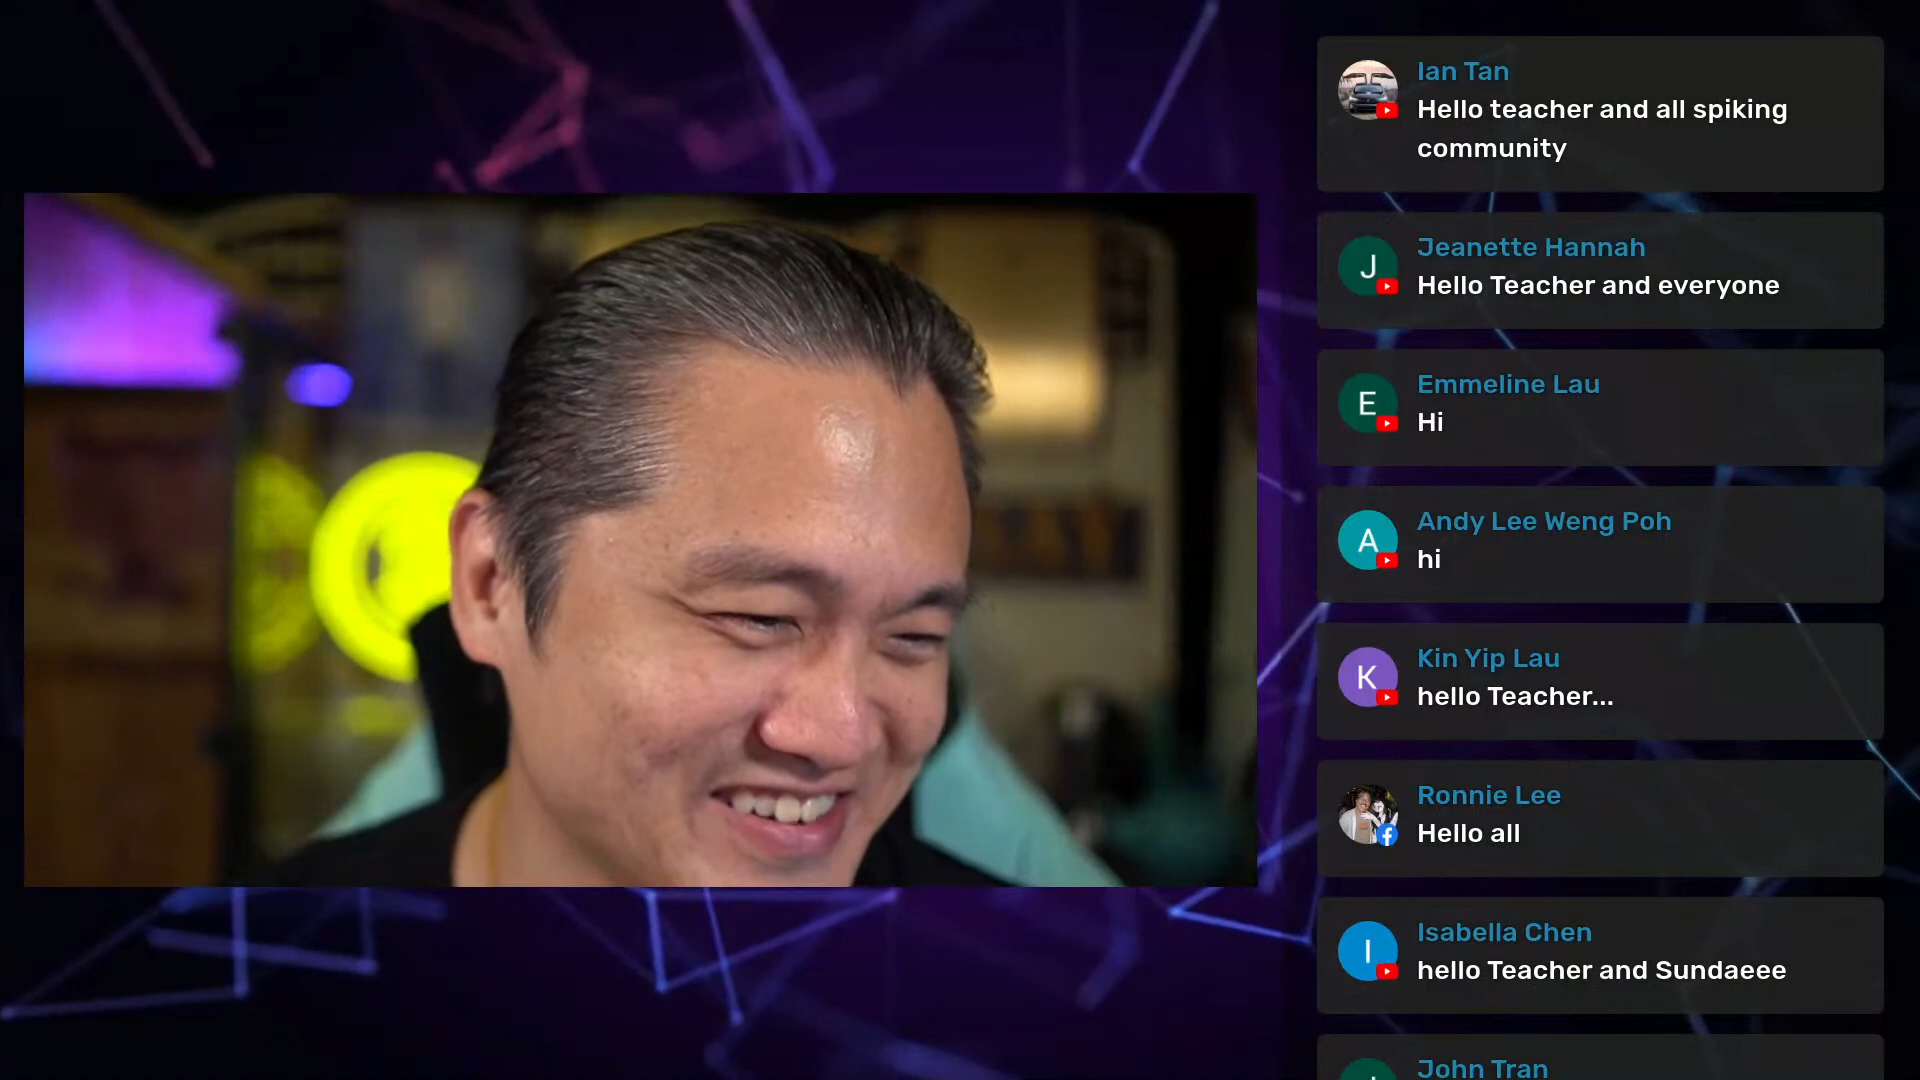 Ian Tan
Hello teacher and all spiking
community
J
Jeanette Hannah
Hello Teacher and everyone
E
Emmeline Lau
Hi
A
Andy Lee Weng Poh
hi
K
Kin Yip Lau
hello Teacher...
Ronnie Lee
Hello all
I
Isabella Chen
hello Teacher and Sundaeee
John Tran